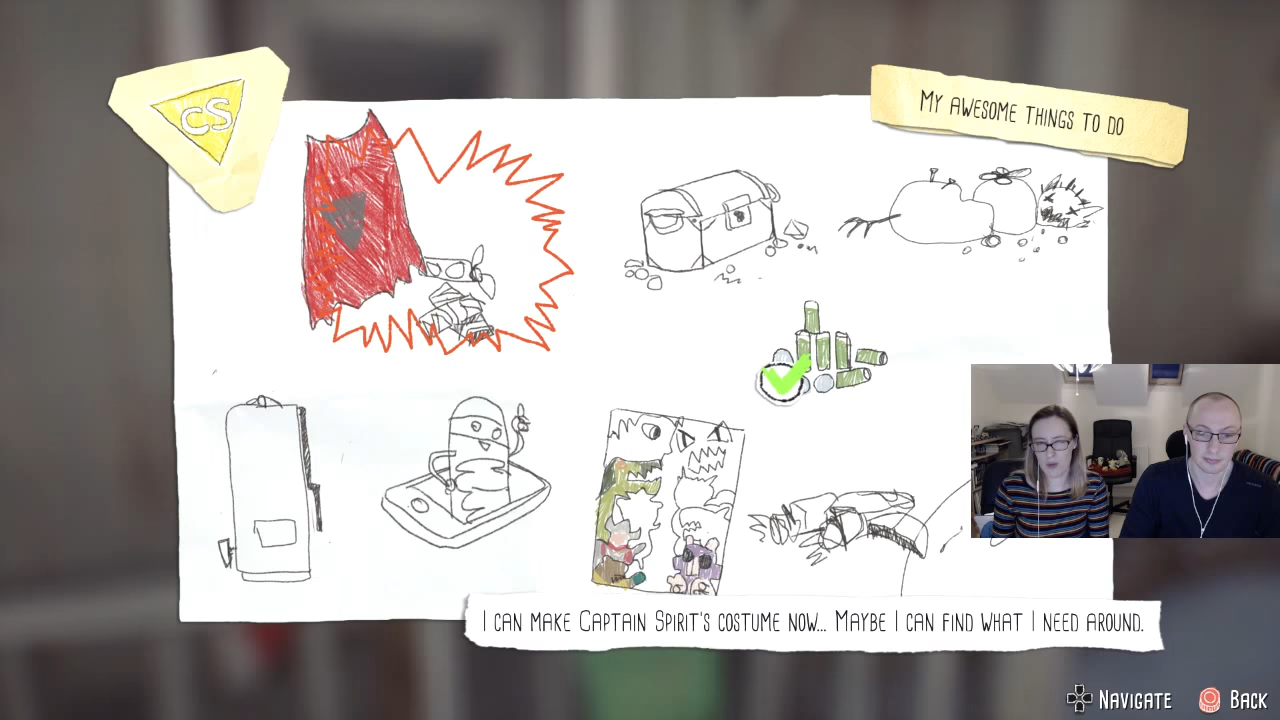 CS
MY AWESOME THINGS TO DO
I CAN MAKE CAPTAIN SPIRIT'S COSTUME NOW... MAYBE I CAN FIND WHAT I NEED AROUND.
NAVIGATE BACK